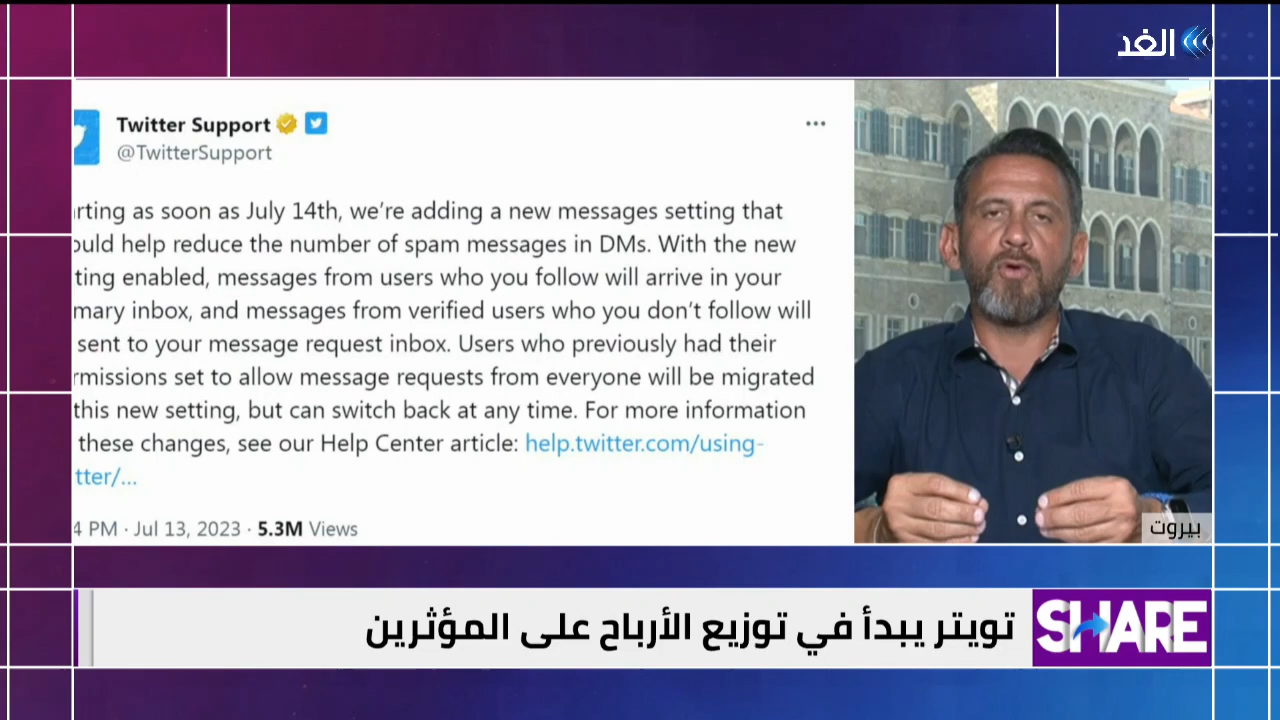 الغد
Twitter Support
@TwitterSupport
rting as soon as July 14th, we’re adding a new messages setting that
ould help reduce the number of spam messages in DMs. With the new
ting enabled, messages from users who you follow will arrive in your
mary inbox, and messages from verified users who you don’t follow will
sent to your message request inbox. Users who previously had their
rmissions set to allow message requests from everyone will be migrated
this new setting, but can switch back at any time. For more information
these changes, see our Help Center article: help.twitter.com/using-
tter/...
4 PM · Jul 13, 2023 · 5.3M Views
بيروت
تويتر يبدأ في توزيع الأرباح على المؤثرين
SHARE